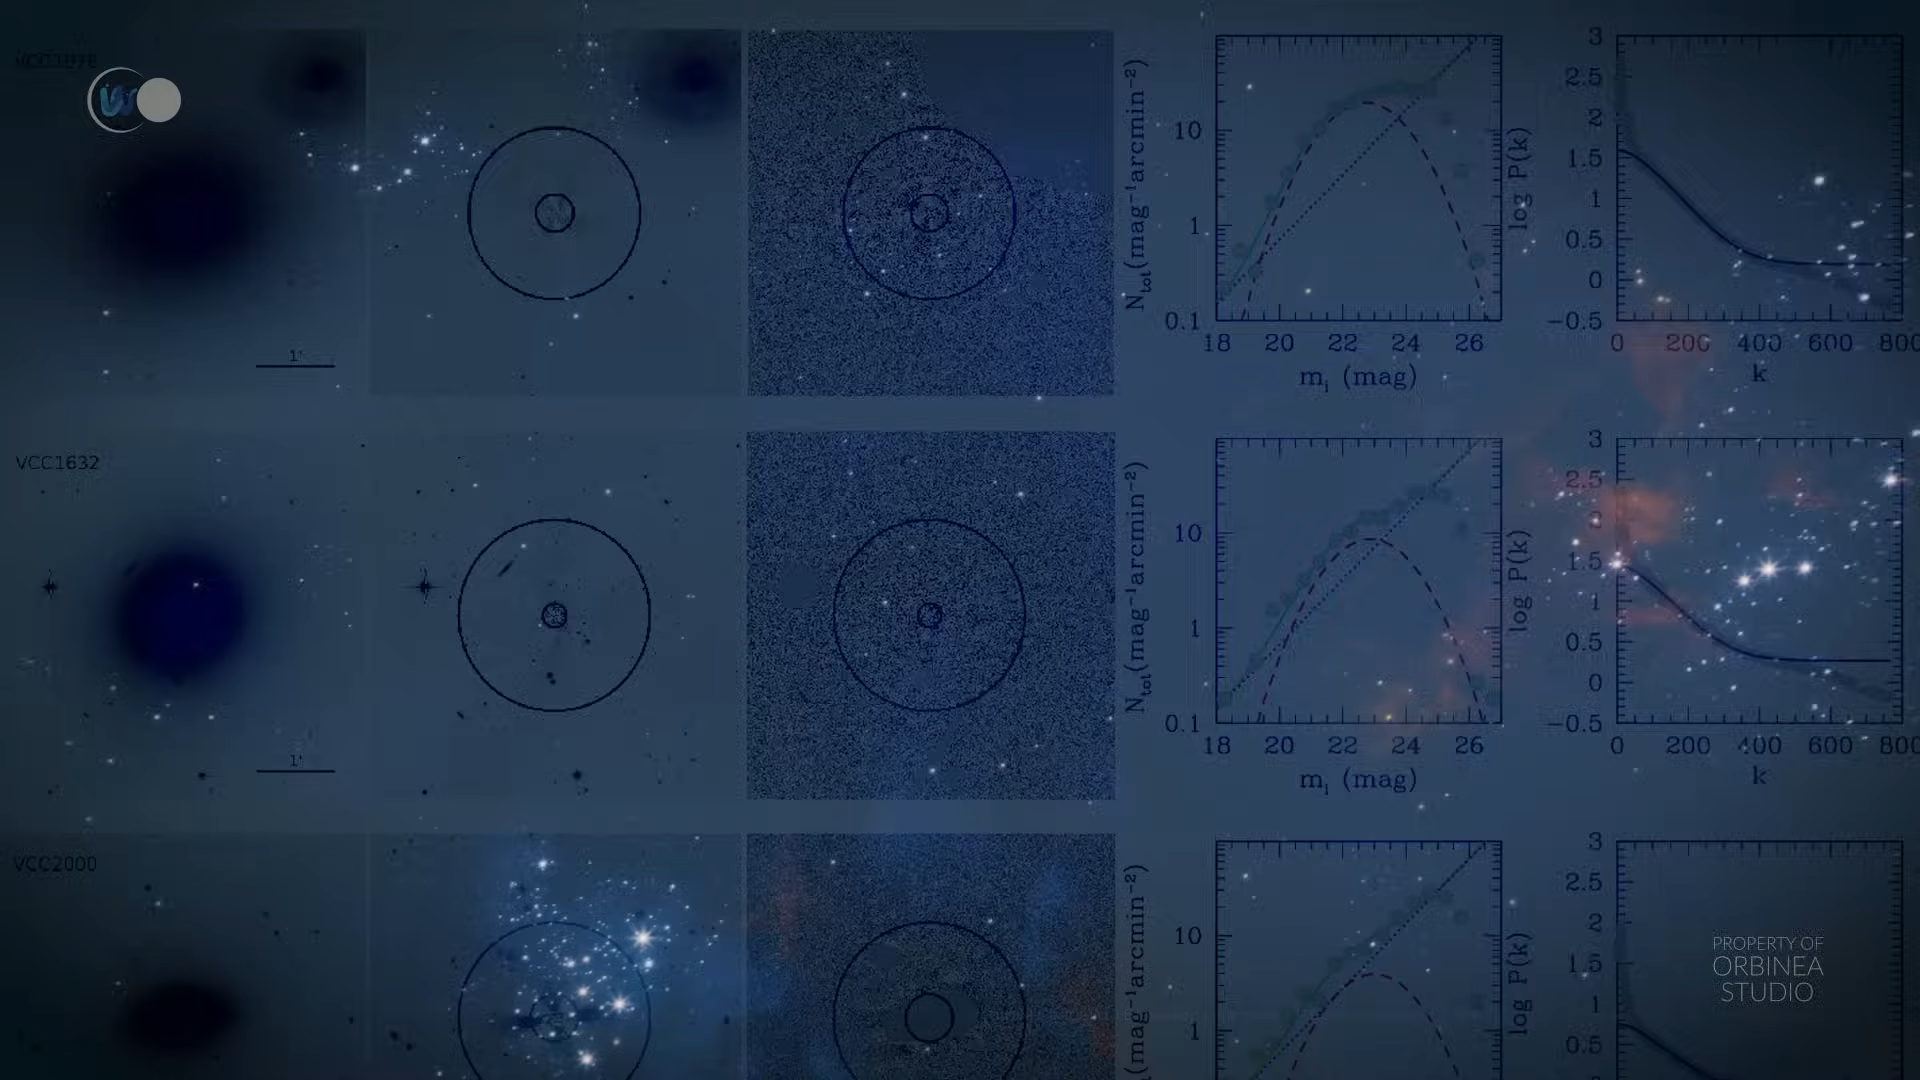 1'
N_tot(mag⁻¹arcmin⁻²)
10
1
0.1
18 20 22 24 26
m_i (mag)
log P(k)
3
2.5
2
1.5
1
0.5
0
−0.5
0 200 400 600 800
k
VCC1632
1'
N_tot(mag⁻¹arcmin⁻²)
10
1
0.1
18 20 22 24 26
m_i (mag)
log P(k)
3
2.5
2
1.5
1
0.5
0
−0.5
0 200 400 600 800
k
VCC2000
(mag⁻¹arcmin⁻²)
10
1
log P(k)
3
2.5
2
1.5
1
0.5
PROPERTY OF
ORBINEA
STUDIO